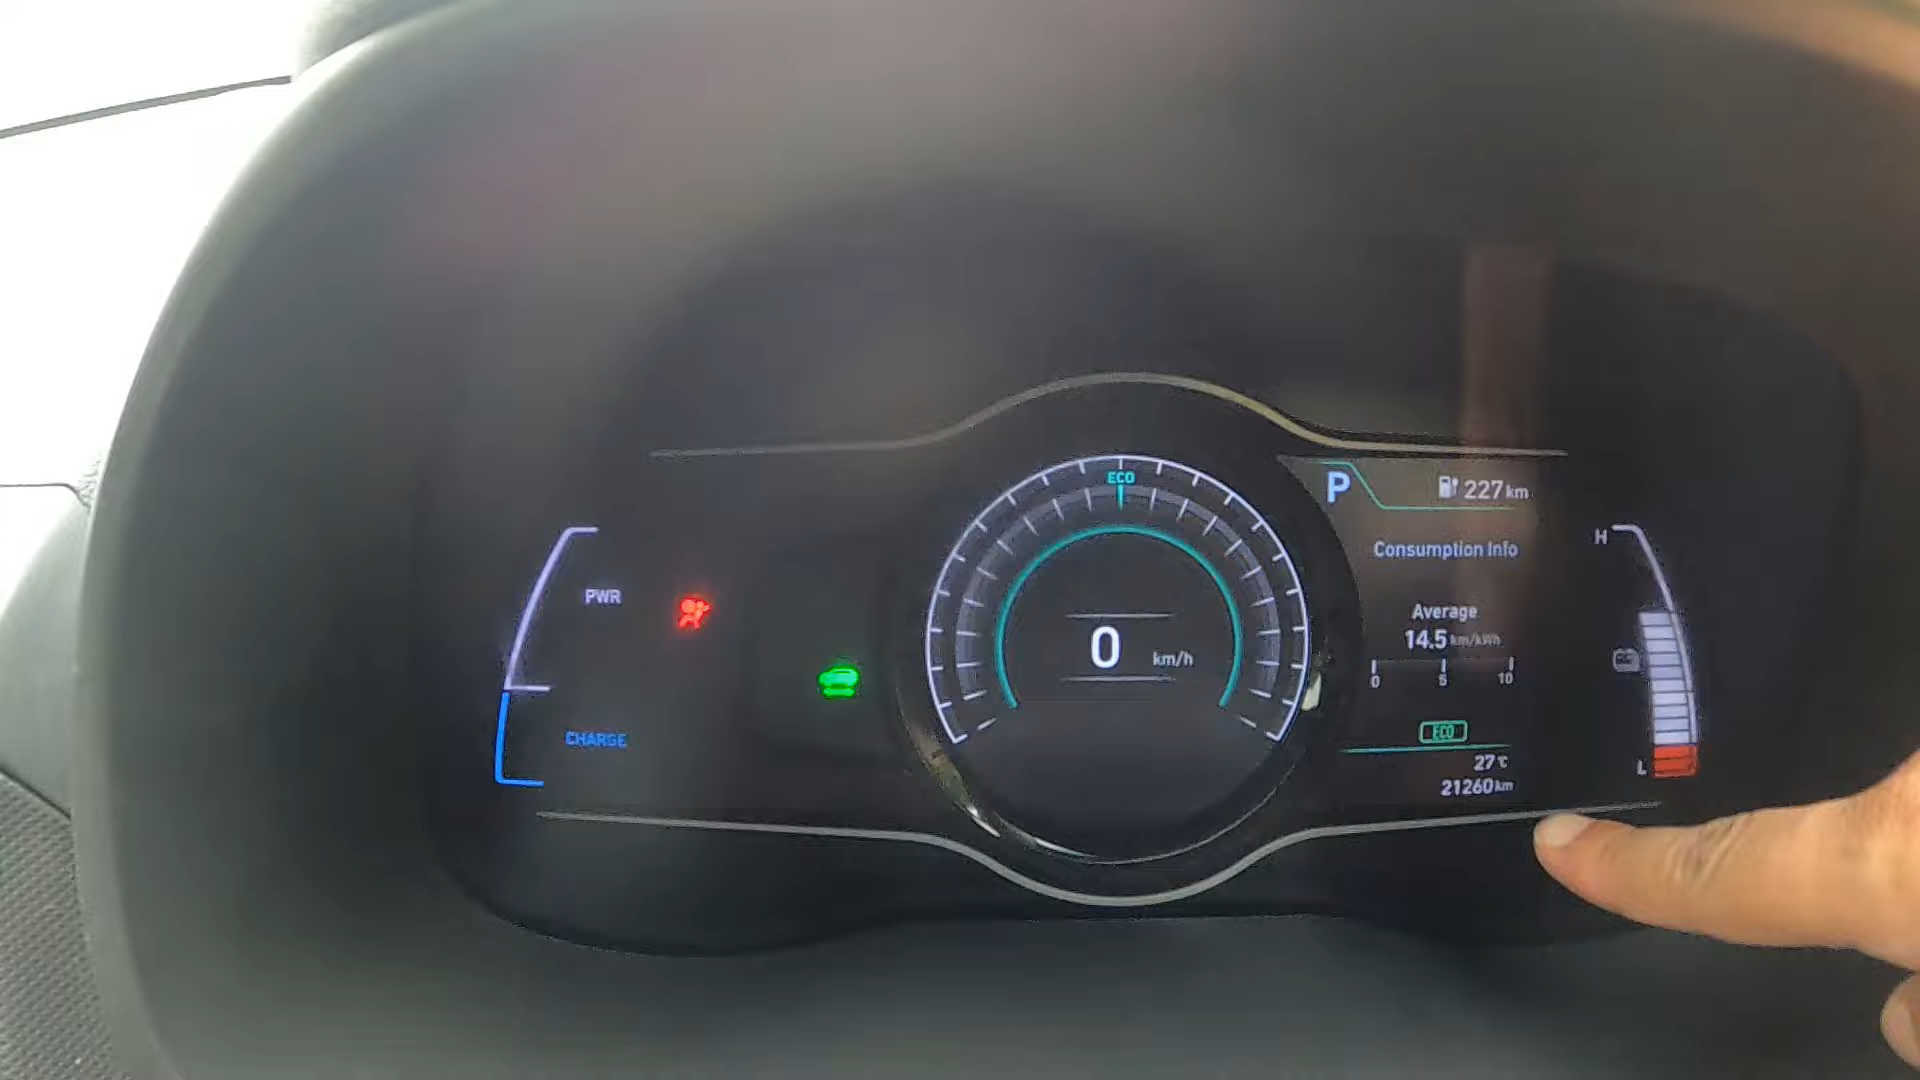 ECO
P
227 km
Consumption Info
H
PWR
Average
14.5 km/kWh
0 km/h
0 5 10
CHARGE
ECO
27℃
L
21260 km